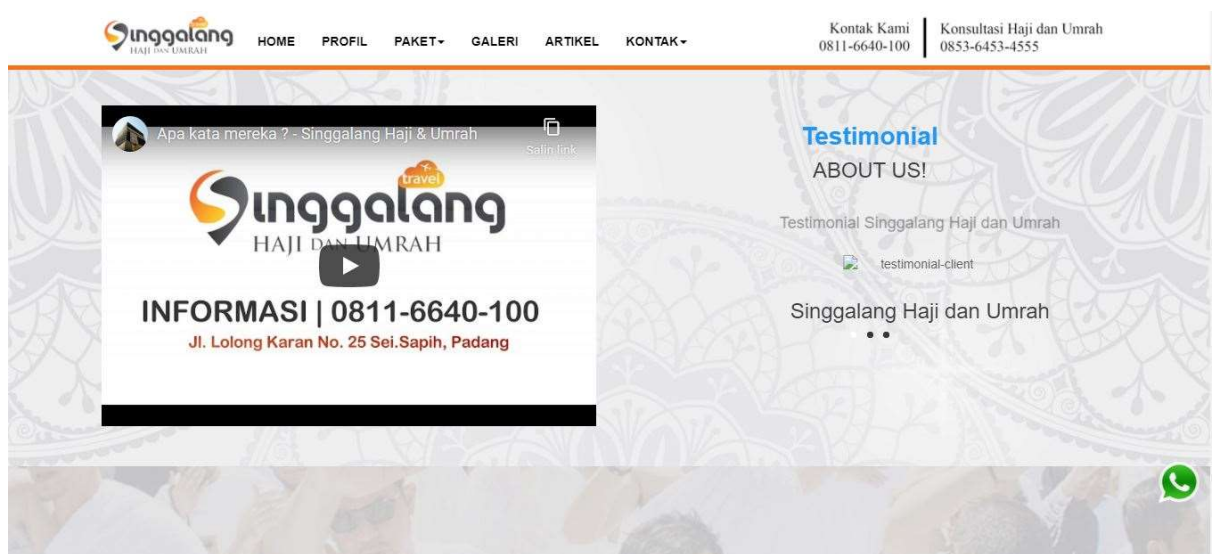 Singgalang
travel
HAJI DAN UMRAH
HOME PROFIL PAKET GALERI ARTIKEL KONTAK
Kontak Kami
0811-6640-100
Konsultasi Haji dan Umrah
0853-6453-4555
Apa kata mereka ? - Singgalang Haji & Umrah
Salin link
travel
Singgalang
HAJI DAN UMRAH
INFORMASI | 0811-6640-100
Jl. Lolong Karan No. 25 Sei.Sapih, Padang
Testimonial
ABOUT US!
Testimonial Singgalang Haji dan Umrah
testimonial-client
Singgalang Haji dan Umrah